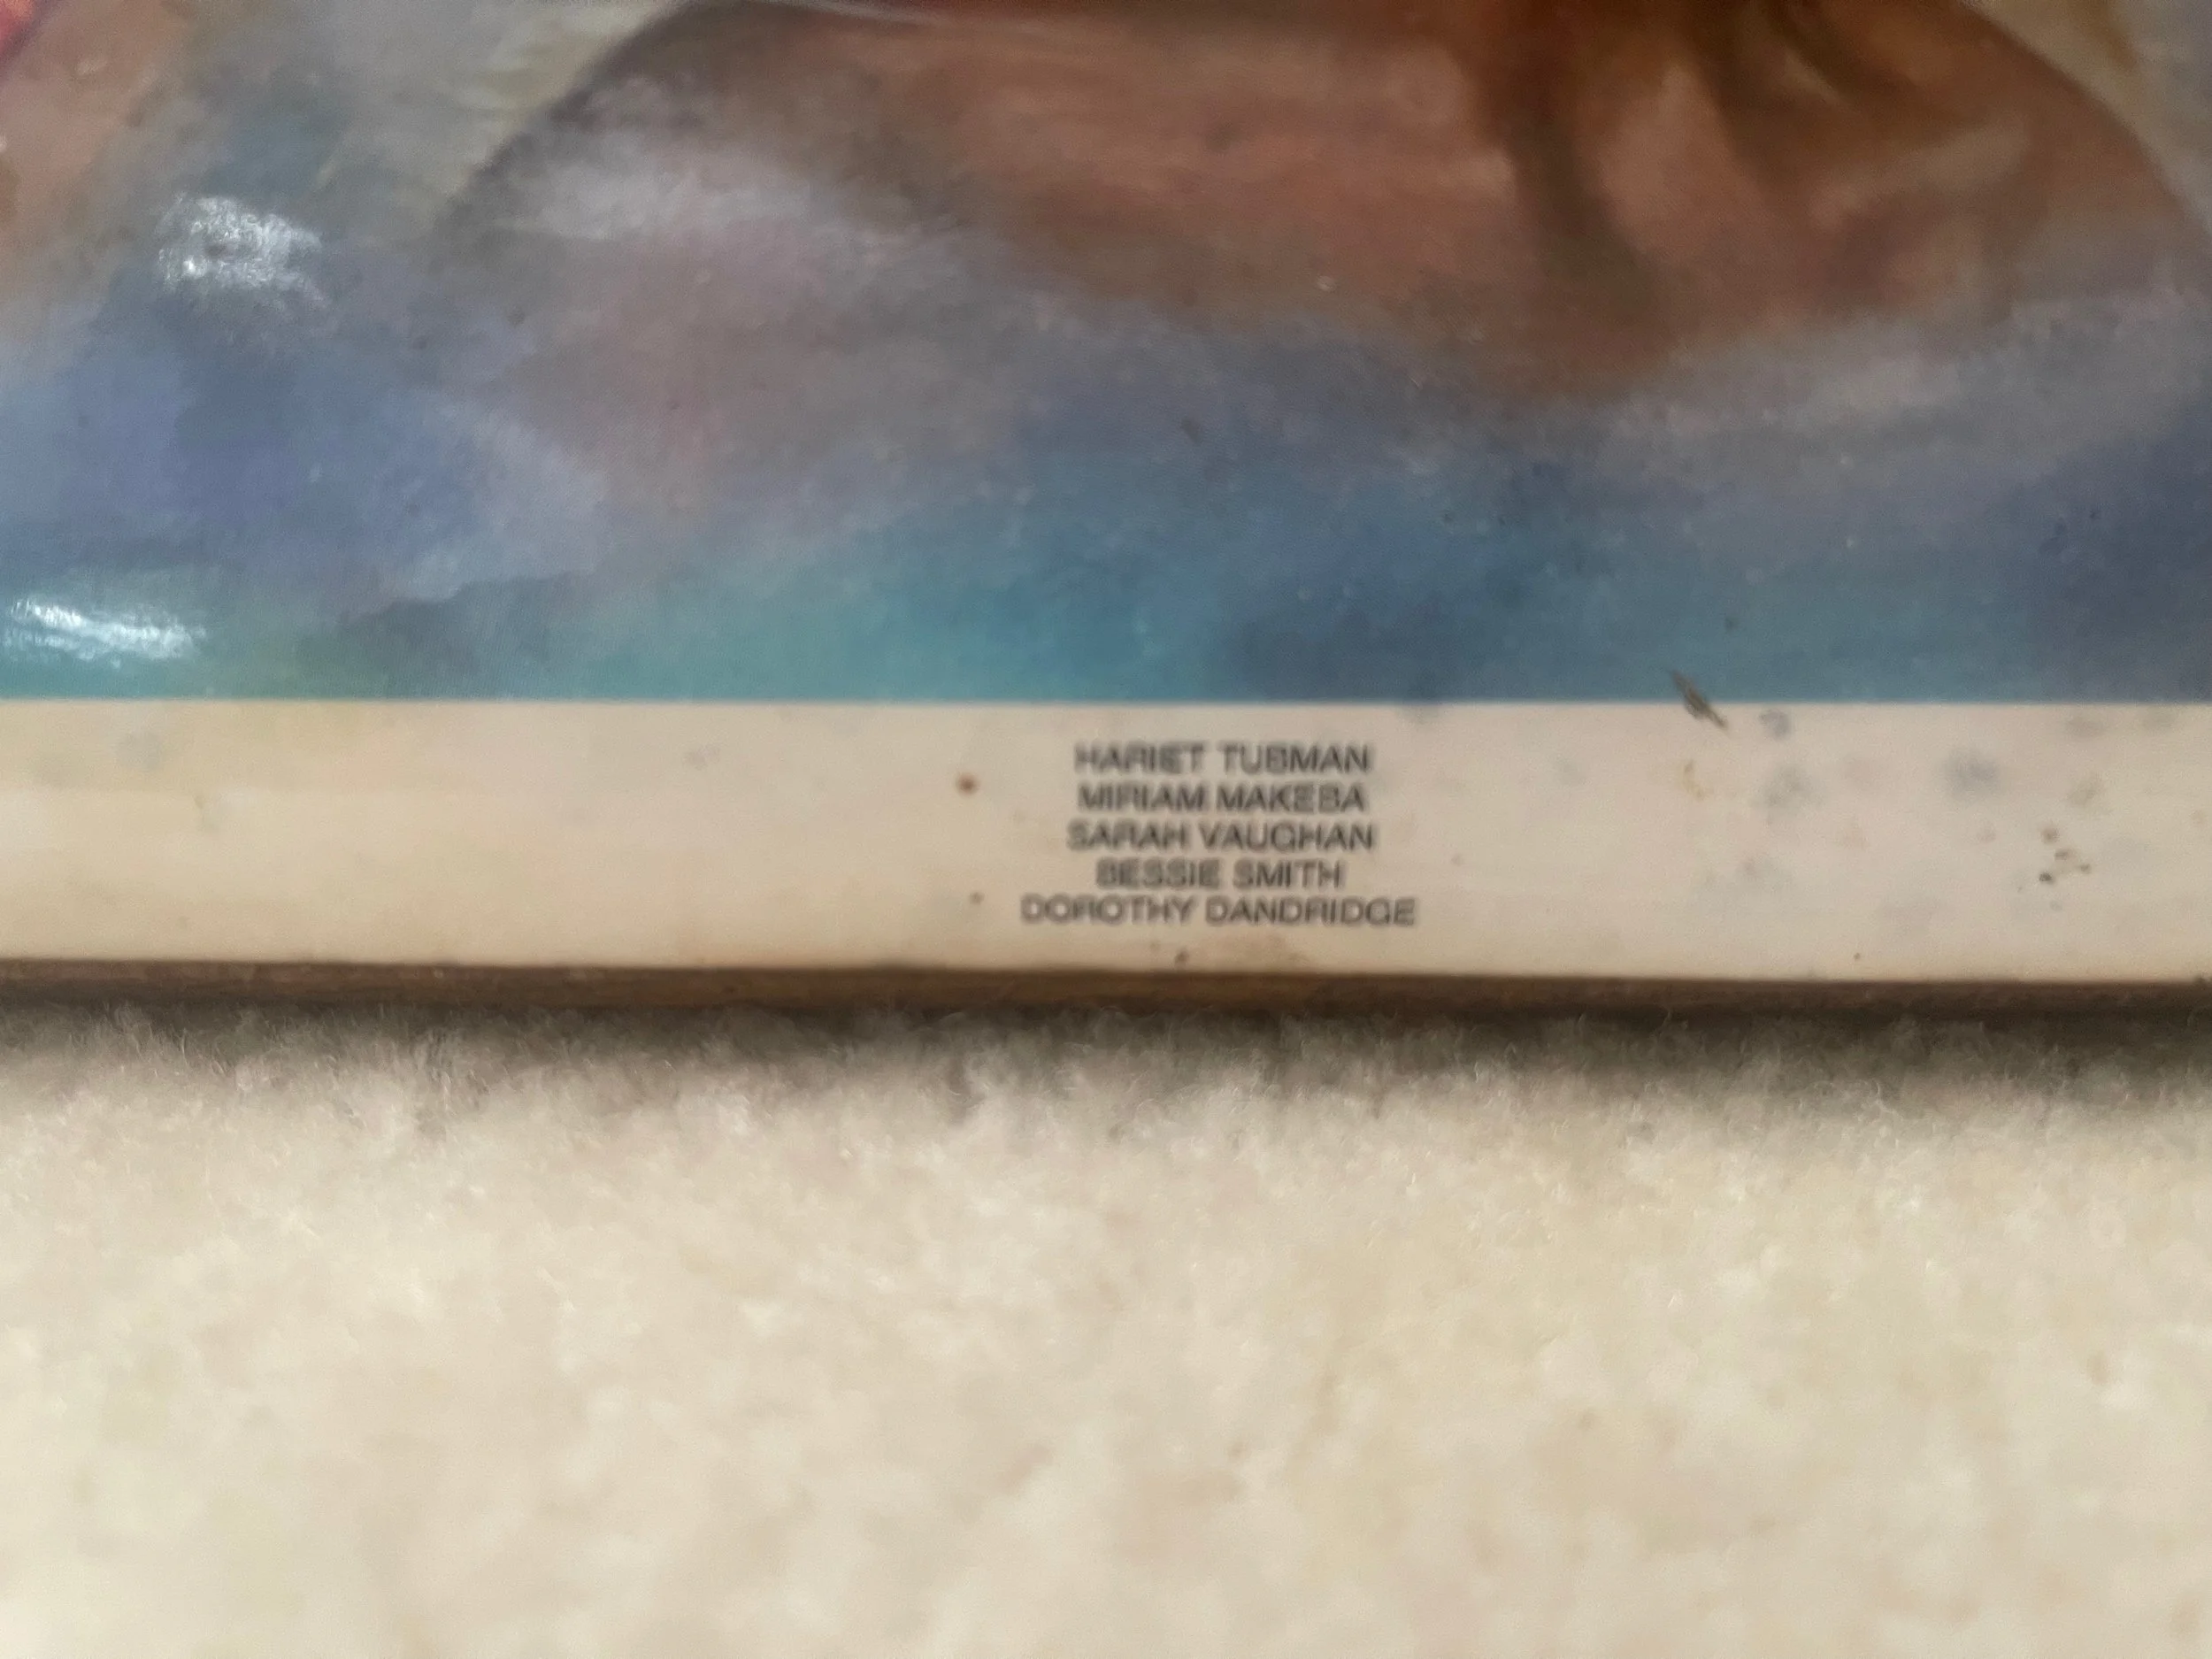 HARIET TUBMAN
MIRIAM MAKEBA
SARAH VAUGHAN
BESSIE SMITH
DOROTHY DANDRIDGE